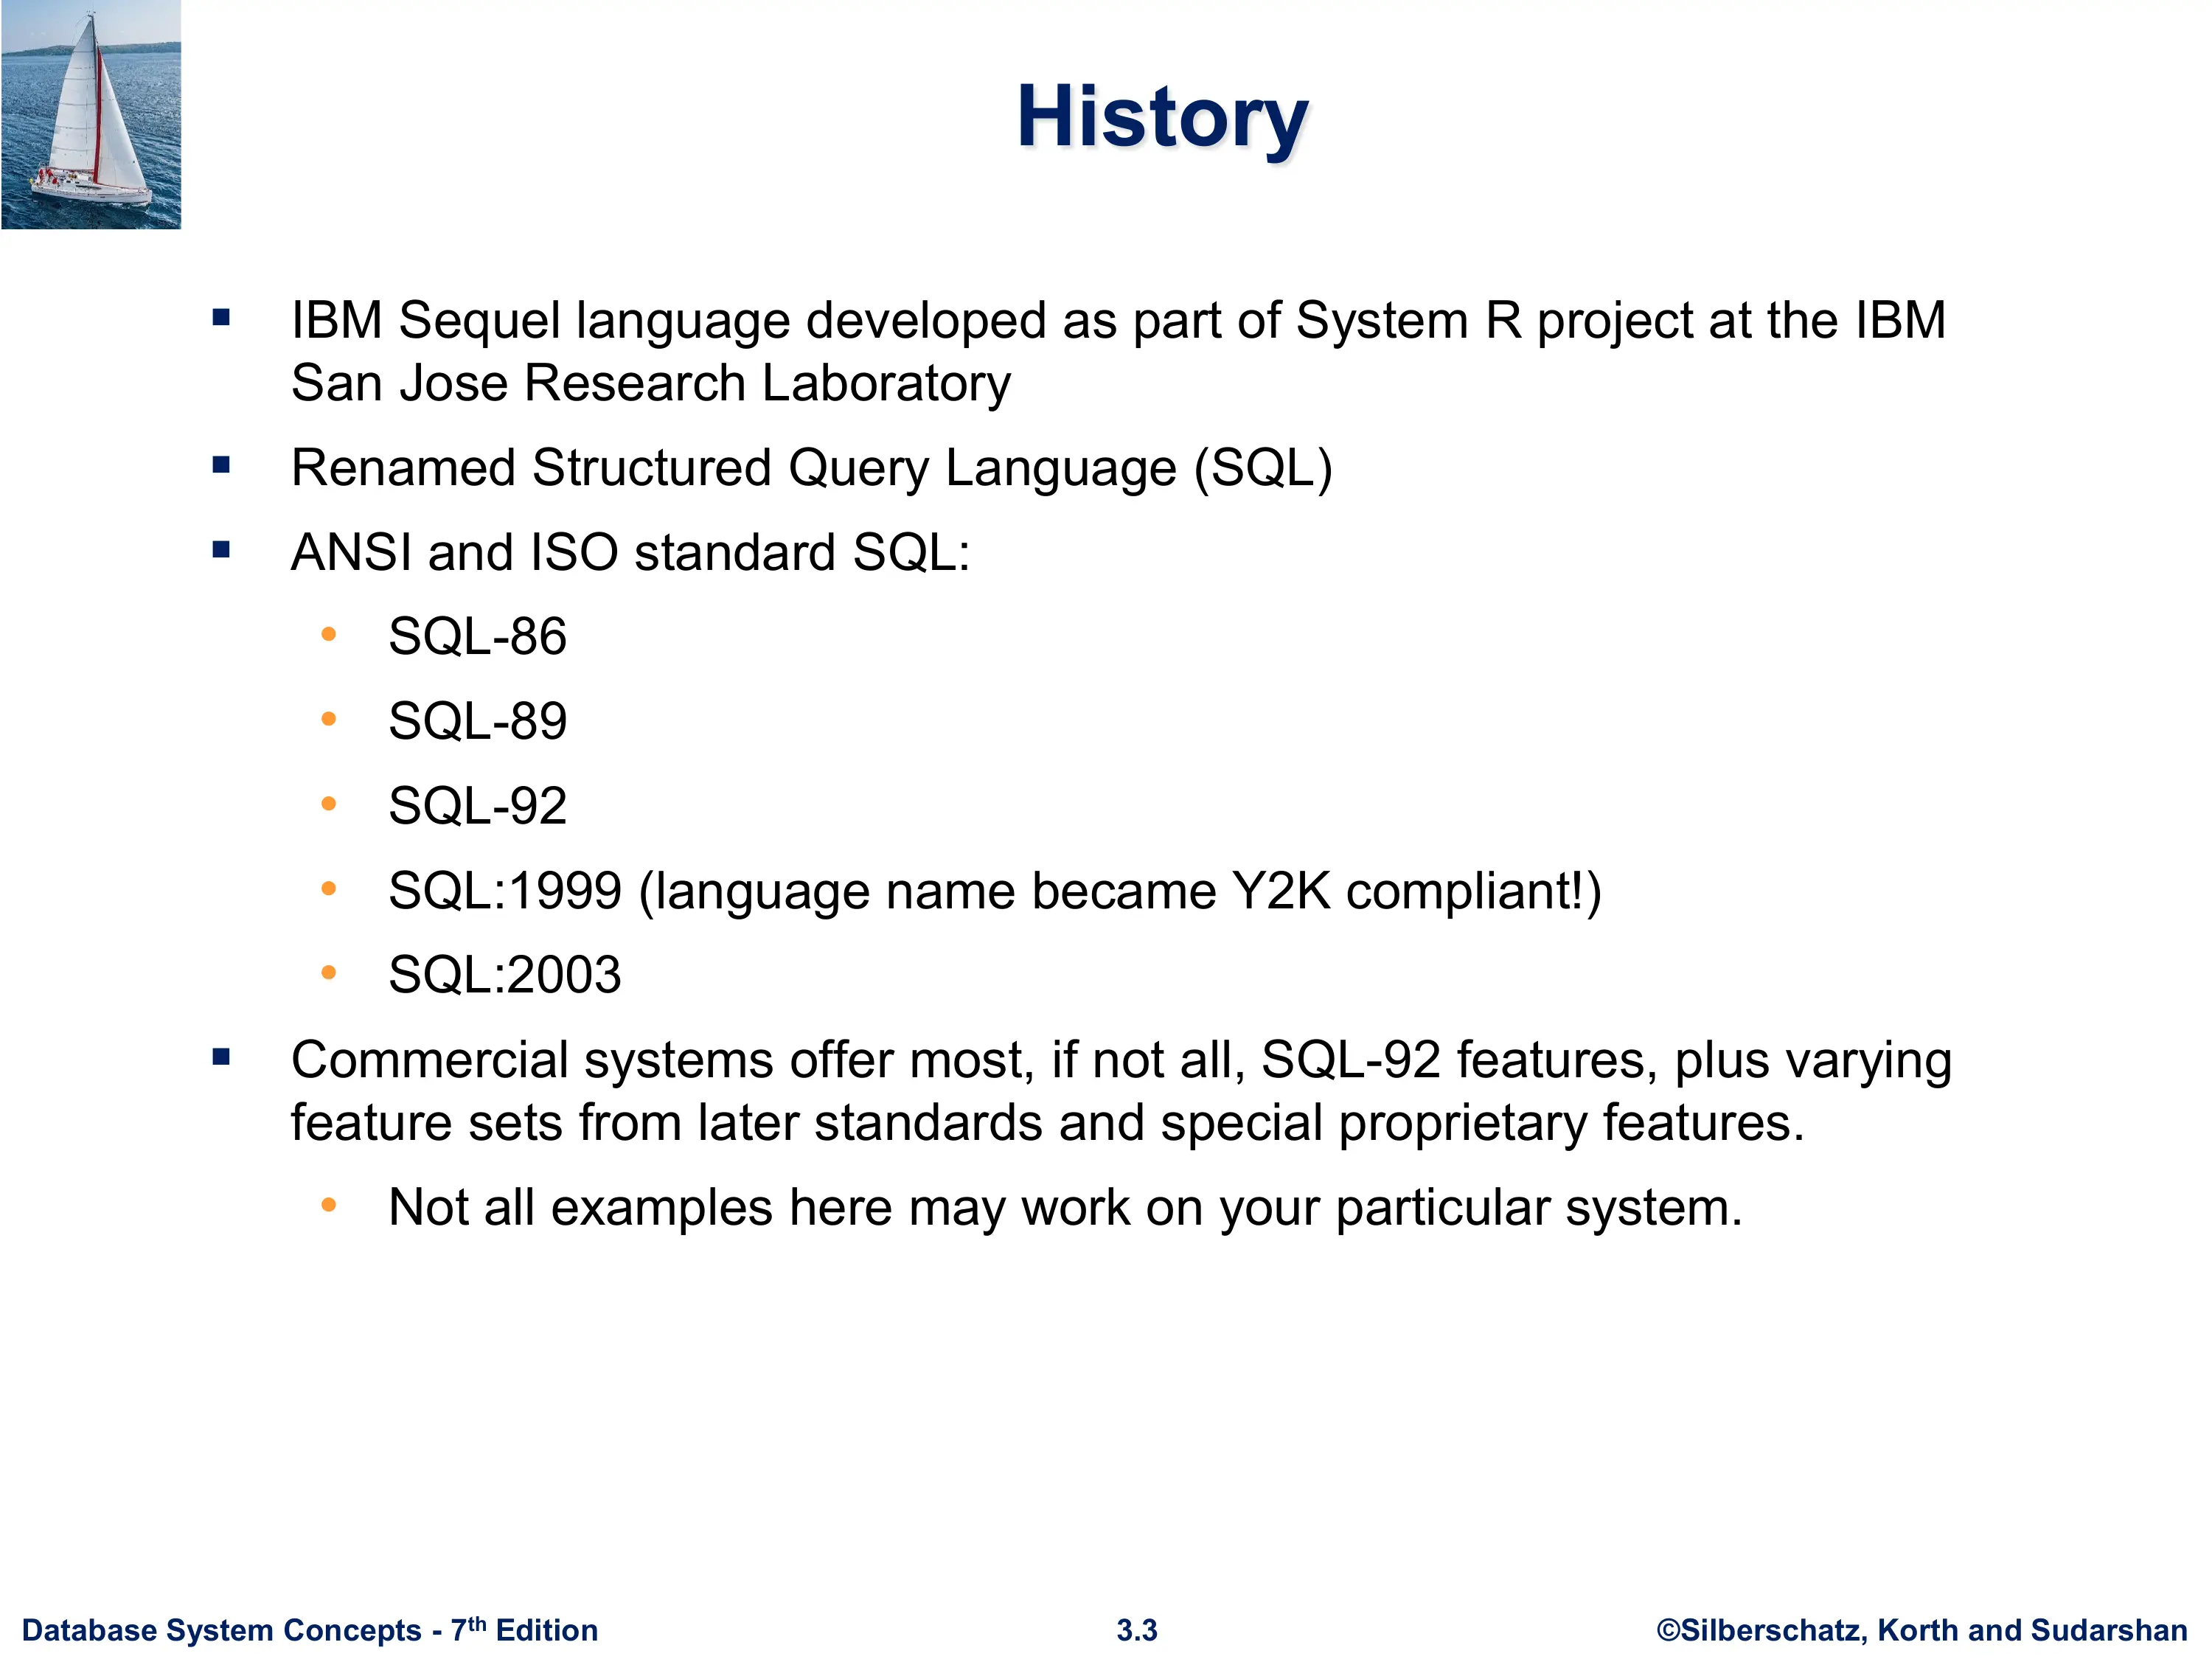 History
▪ IBM Sequel language developed as part of System R project at the IBM
San Jose Research Laboratory
▪ Renamed Structured Query Language (SQL)
▪ ANSI and ISO standard SQL:
• SQL-86
• SQL-89
• SQL-92
• SQL:1999 (language name became Y2K compliant!)
• SQL:2003
▪ Commercial systems offer most, if not all, SQL-92 features, plus varying
feature sets from later standards and special proprietary features.
• Not all examples here may work on your particular system.
Database System Concepts - 7th Edition 3.3 ©Silberschatz, Korth and Sudarshan